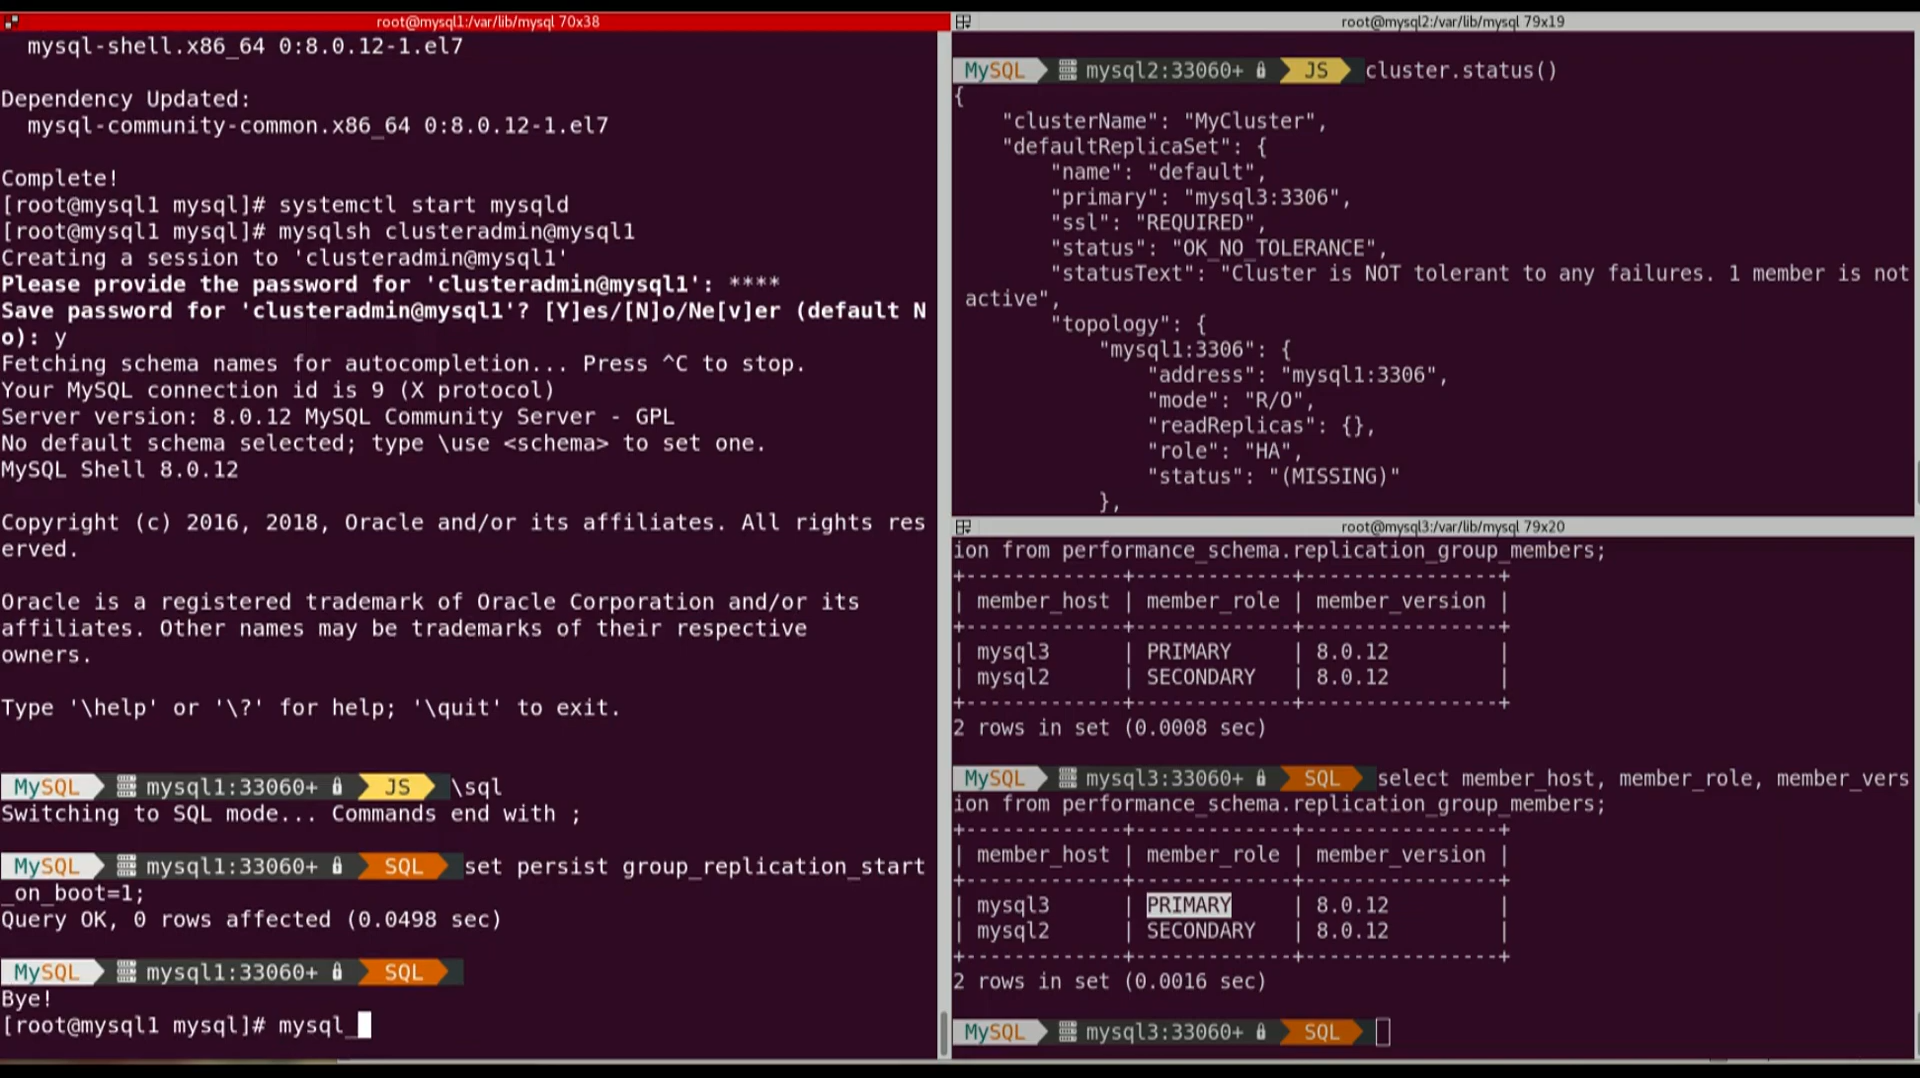 root@mysql1:/var/lib/mysql 70x38
mysql-shell.x86_64 0:8.0.12-1.el7
Dependency Updated:
mysql-community-common.x86_64 0:8.0.12-1.el7
Complete!
[root@mysql1 mysql]# systemctl start mysqld
[root@mysql1 mysql]# mysqlsh clusteradmin@mysql1
Creating a session to 'clusteradmin@mysql1'
Please provide the password for 'clusteradmin@mysql1': ****
Save password for 'clusteradmin@mysql1'? [Y]es/[N]o/Ne[v]er (default N
o): y
Fetching schema names for autocompletion... Press ^C to stop.
Your MySQL connection id is 9 (X protocol)
Server version: 8.0.12 MySQL Community Server - GPL
No default schema selected; type \use <schema> to set one.
MySQL Shell 8.0.12
Copyright (c) 2016, 2018, Oracle and/or its affiliates. All rights res
erved.
Oracle is a registered trademark of Oracle Corporation and/or its
affiliates. Other names may be trademarks of their respective
owners.
Type '\help' or '\?' for help; '\quit' to exit.
MySQL mysql1:33060+ JS \sql
Switching to SQL mode... Commands end with ;
MySQL mysql1:33060+ SQL set persist group_replication_start
_on_boot=1;
Query OK, 0 rows affected (0.0498 sec)
MySQL mysql1:33060+ SQL
Bye!
[root@mysql1 mysql]# mysql_
root@mysql2:/var/lib/mysql 79x19
MySQL mysql2:33060+ JS cluster.status()
{
"clusterName": "MyCluster",
"defaultReplicaSet": {
"name": "default",
"primary": "mysql3:3306",
"ssl": "REQUIRED",
"status": "OK_NO_TOLERANCE",
"statusText": "Cluster is NOT tolerant to any failures. 1 member is not
active",
"topology": {
"mysql1:3306": {
"address": "mysql1:3306",
"mode": "R/O",
"readReplicas": {},
"role": "HA",
"status": "(MISSING)"
},
root@mysql3:/var/lib/mysql 79x20
ion from performance_schema.replication_group_members;
+-------------+-------------+----------------+
| member_host | member_role | member_version |
+-------------+-------------+----------------+
| mysql3 | PRIMARY | 8.0.12 |
| mysql2 | SECONDARY | 8.0.12 |
+-------------+-------------+----------------+
2 rows in set (0.0008 sec)
MySQL mysql3:33060+ SQL select member_host, member_role, member_vers
ion from performance_schema.replication_group_members;
+-------------+-------------+----------------+
| member_host | member_role | member_version |
+-------------+-------------+----------------+
| mysql3 | PRIMARY | 8.0.12 |
| mysql2 | SECONDARY | 8.0.12 |
+-------------+-------------+----------------+
2 rows in set (0.0016 sec)
MySQL mysql3:33060+ SQL